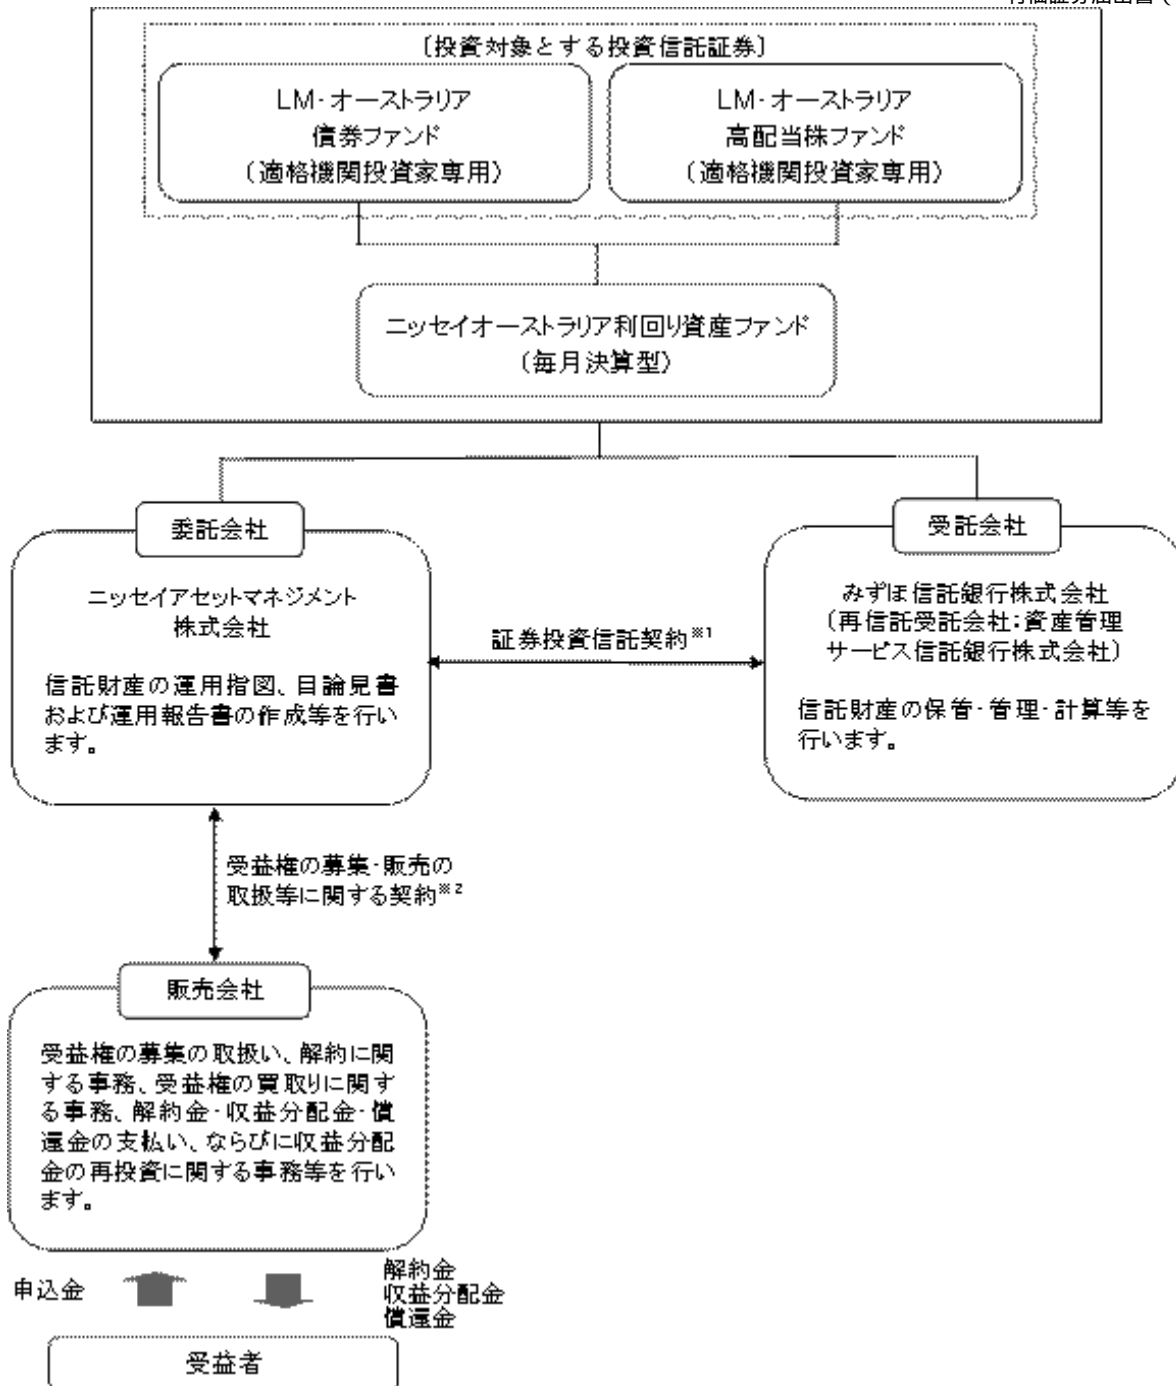 〔投資対象とする投資信託証券〕
LM・オーストラリア
債券ファンド
（適格機関投資家専用）
LM・オーストラリア
高配当株ファンド
（適格機関投資家専用）
ニッセイオーストラリア利回り資産ファンド
（毎月決算型）
委託会社
ニッセイアセットマネジメント
株式会社
信託財産の運用指図、目論見書
および運用報告書の作成等を行い
ます。
証券投資信託契約※1
受託会社
みずほ信託銀行株式会社
（再信託受託会社：資産管理
サービス信託銀行株式会社）
信託財産の保管・管理・計算等を
行います。
受益権の募集・販売の
取扱等に関する契約※2
販売会社
受益権の募集の取扱い、解約に関
する事務、受益権の買取りに関す
る事務、解約金・収益分配金・償
還金の支払い、ならびに収益分配
金の再投資に関する事務等を行い
ます。
申込金
解約金
収益分配金
償還金
受益者